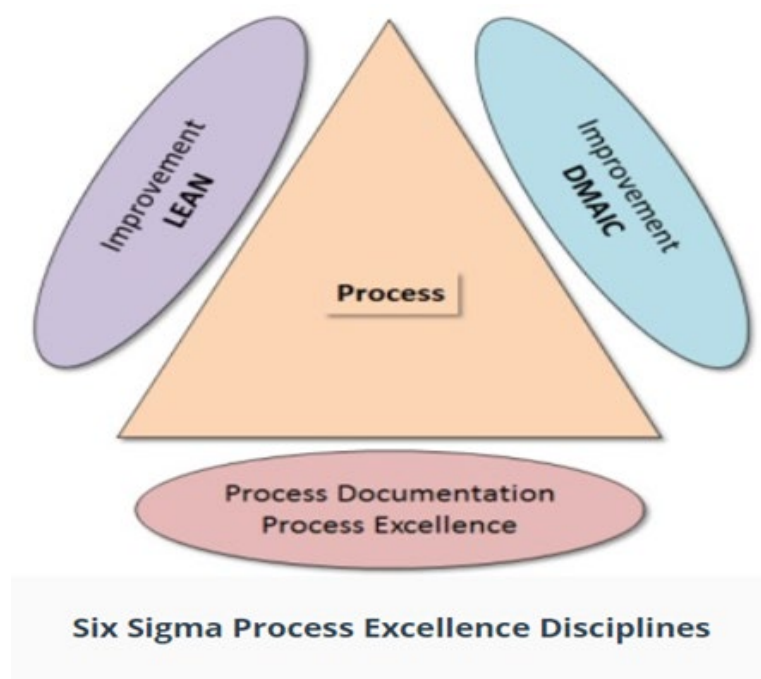 Improvement
LEAN
Improvement
DMAIC
Process
Process Documentation
Process Excellence
Six Sigma Process Excellence Disciplines